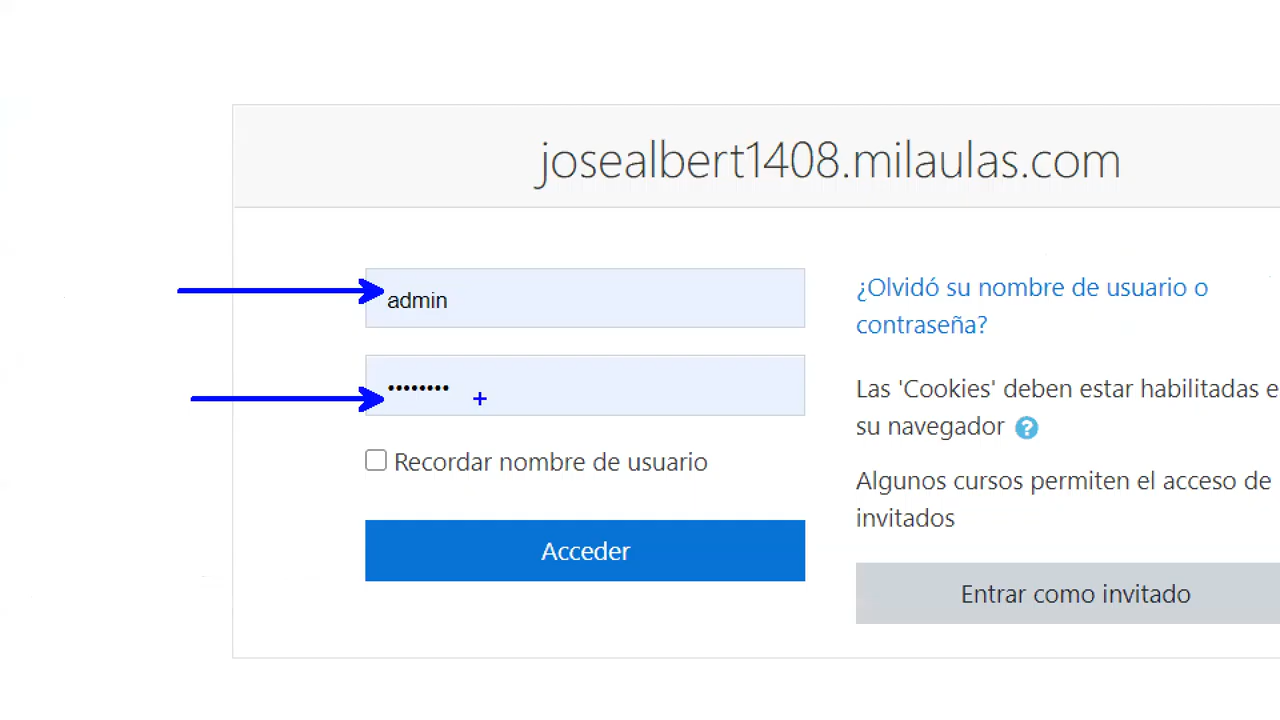 josealbert1408.milaulas.com
admin
••••••••
Recordar nombre de usuario
Acceder
¿Olvidó su nombre de usuario o
contraseña?
Las 'Cookies' deben estar habilitadas e
su navegador ?
Algunos cursos permiten el acceso de
invitados
Entrar como invitado